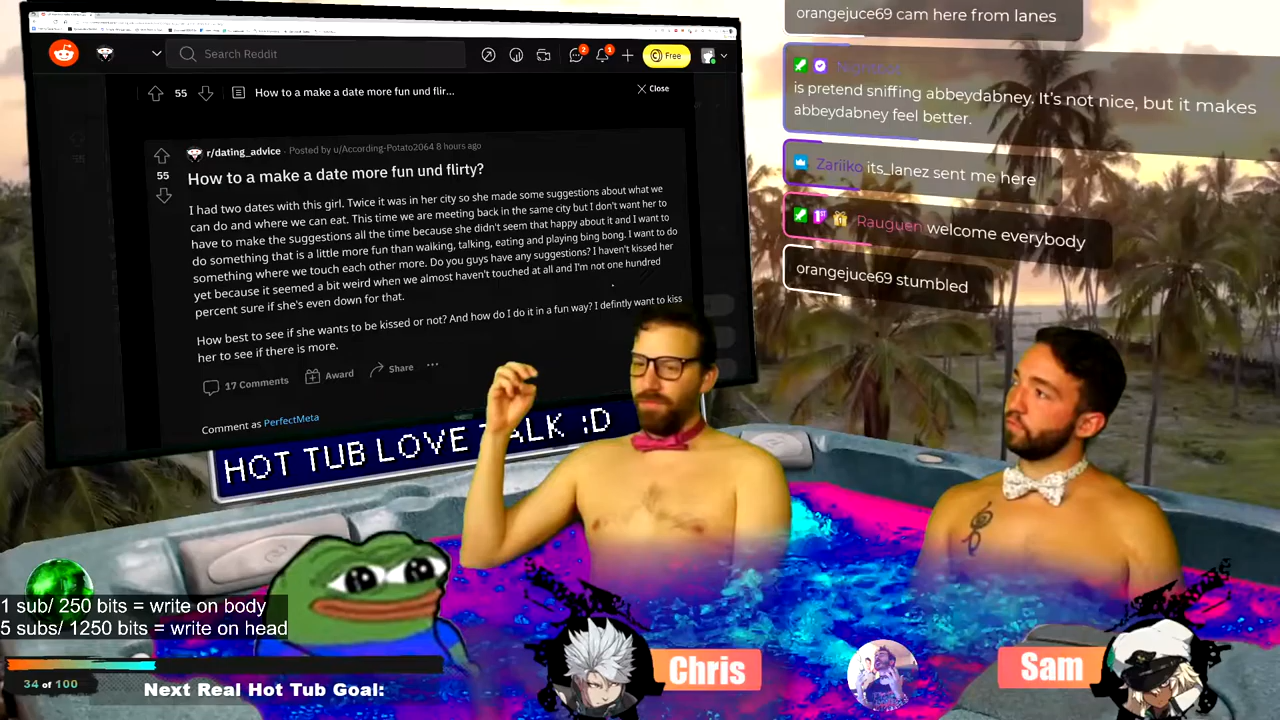 Search Reddit
2
1
Free
55
How to a make a date more fun und flir...
Close
r/dating_advice · Posted by u/According-Potato2064 8 hours ago
55
How to a make a date more fun und flirty?
I had two dates with this girl. Twice it was in her city so she made some suggestions about what we
can do and where we can eat. This time we are meeting back in the same city but I don't want her to
have to make the suggestions all the time because she didn't seem that happy about it and I want to
do something that is a little more fun than walking, talking, eating and playing bing bong. I want to do
something where we touch each other more. Do you guys have any suggestions? I haven't kissed her
yet because it seemed a bit weird when we almost haven't touched at all and I'm not one hundred
percent sure if she's even down for that.
How best to see if she wants to be kissed or not? And how do I do it in a fun way? I defintly want to kiss
her to see if there is more.
17 Comments
Award
Share
Comment as PerfectMeta
HOT TUB LOVE TALK :D
orangejuce69 cam here from lanes
is pretend sniffing abbeydabney. It's not nice, but it makes
abbeydabney feel better.
Zariiko its_lanez sent me here
Rauguen welcome everybody
orangejuce69 stumbled
1 sub/ 250 bits = write on body
5 subs/ 1250 bits = write on head
34 of 100
Next Real Hot Tub Goal:
Chris
Sam